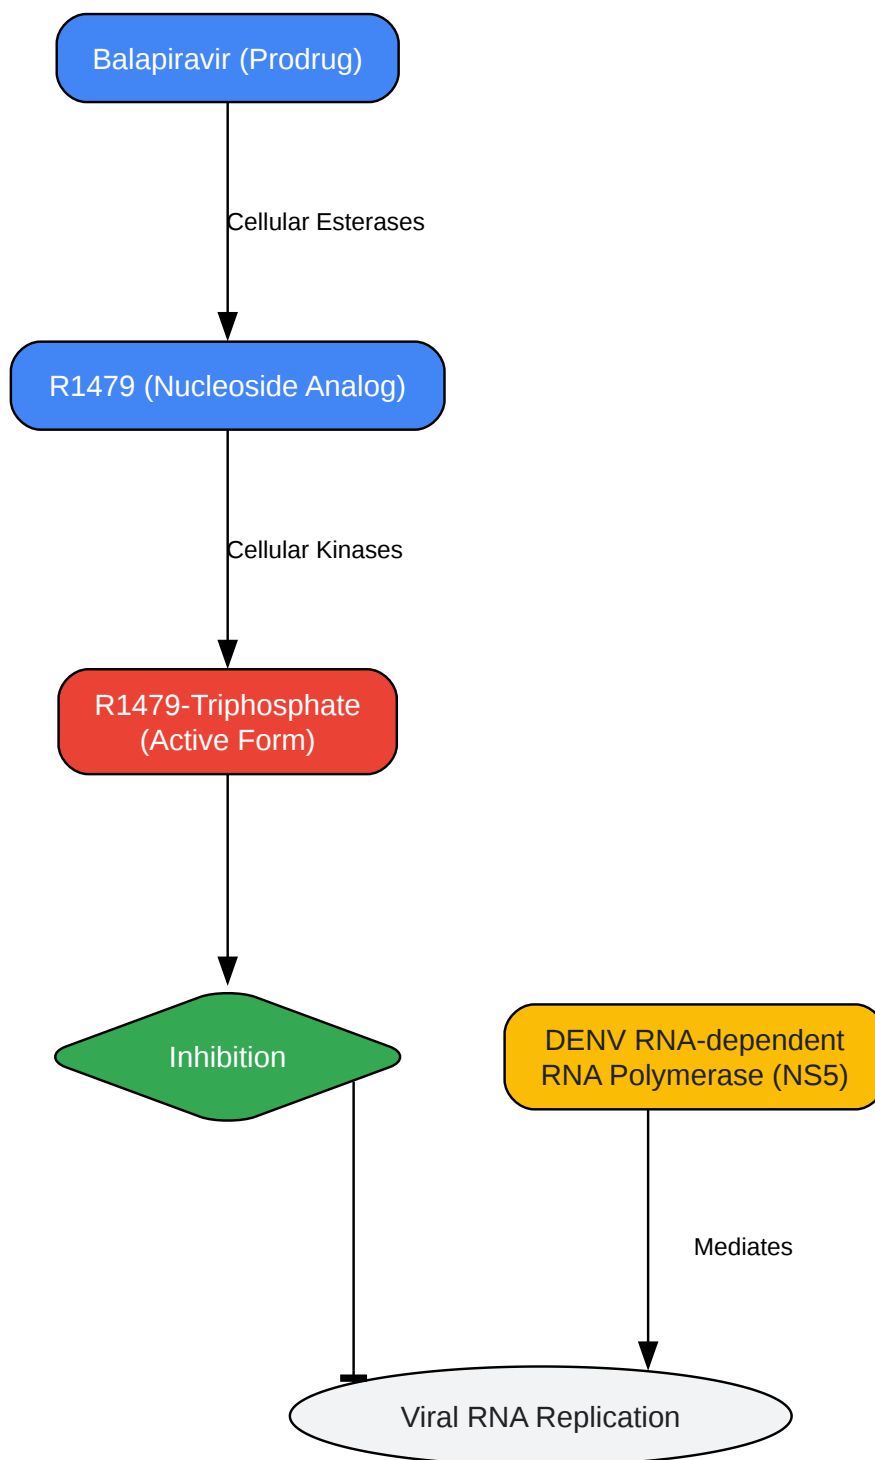 Balapiravir (Prodrug)
Cellular Esterases
R1479 (Nucleoside Analog)
Cellular Kinases
R1479-Triphosphate
(Active Form)
Inhibition
DENV RNA-dependent
RNA Polymerase (NS5)
Mediates
Viral RNA Replication